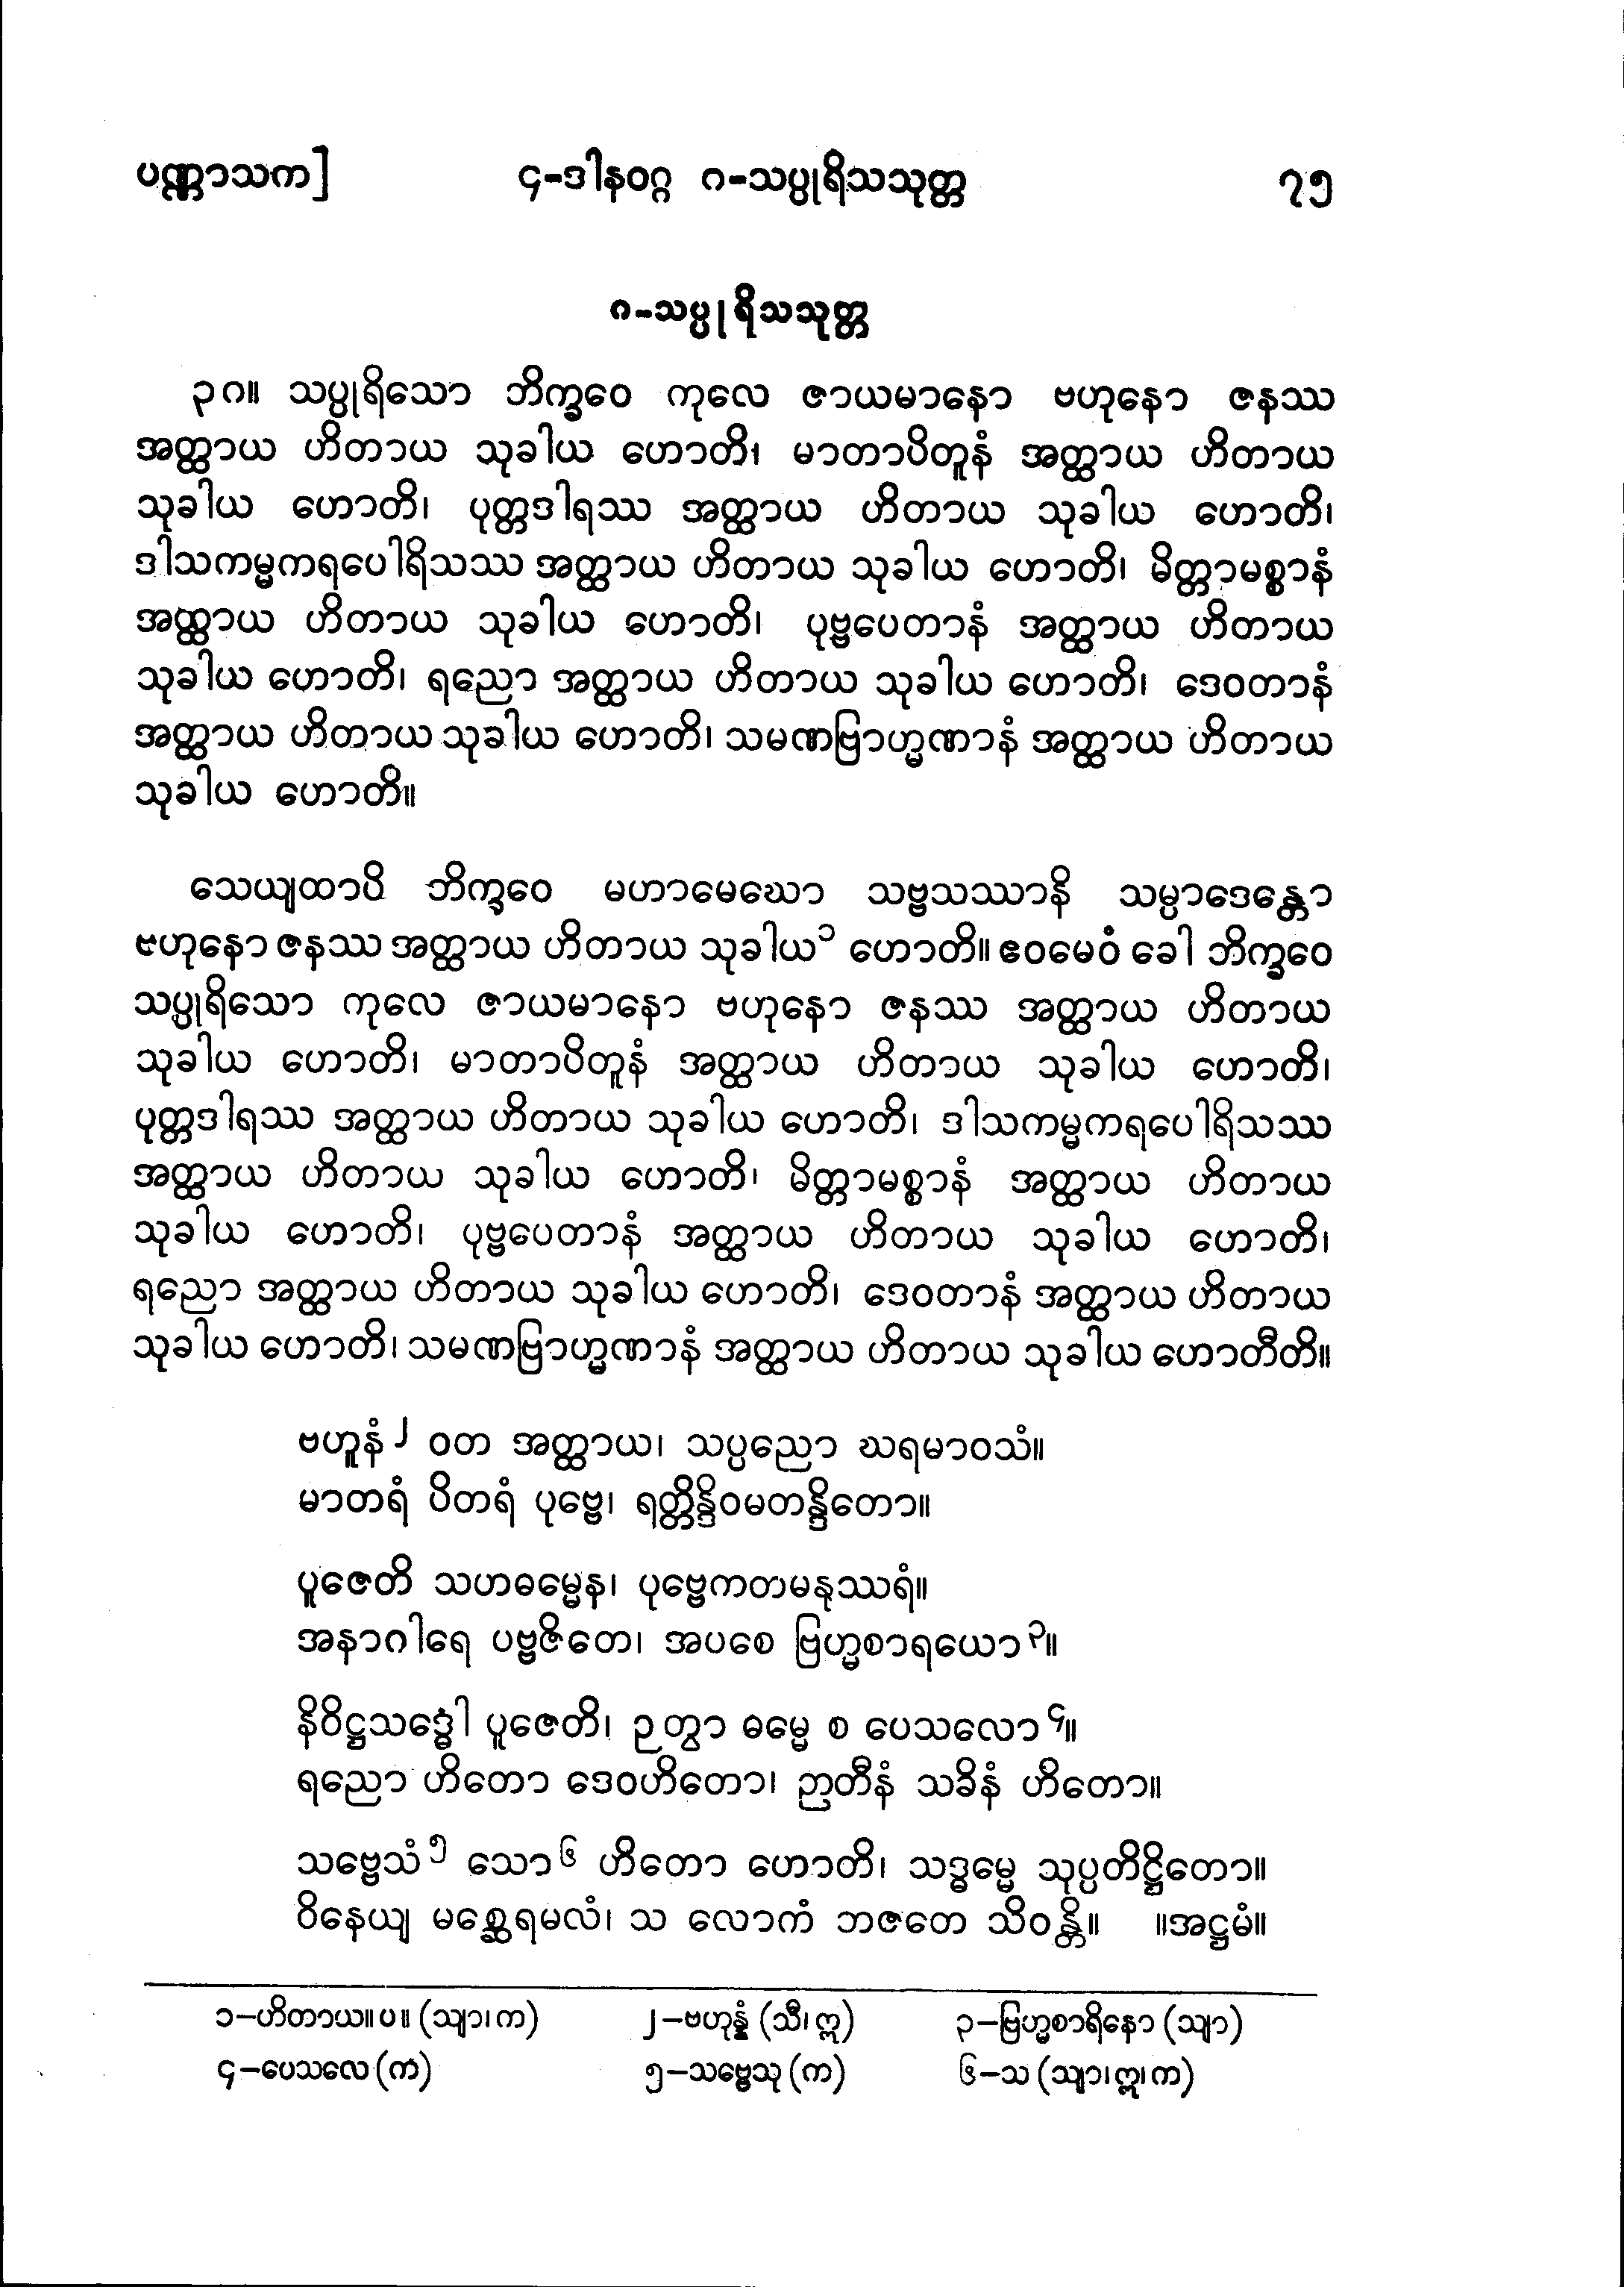 ပဏ္ဏာသက] ၄-ဒါနဝဂ္ဂ ဂ-သပ္ပုရိသသုတ္တ ၇၅
ဂ-သပ္ပုရိသသုတ္တ
၃ဂ။ သပ္ပုရိသော ဘိက္ခဝေ ကုလေ ဇာယမာနော ဗဟုနော ဇနဿ
အတ္ထာယ ဟိတာယ သုခါယ ဟောတိ၊ မာတာပိတူနံ အတ္ထာယ ဟိတာယ
သုခါယ ဟောတိ၊ ပုတ္တဒါရဿ အတ္ထာယ ဟိတာယ သုခါယ ဟောတိ၊
ဒါသကမ္မကရပေါရိသဿ အတ္ထာယ ဟိတာယ သုခါယ ဟောတိ၊ မိတ္တာမစ္စာနံ
အတ္ထာယ ဟိတာယ သုခါယ ဟောတိ၊ ပုဗ္ဗပေတာနံ အတ္ထာယ ဟိတာယ
သုခါယ ဟောတိ၊ ရညော အတ္ထာယ ဟိတာယ သုခါယ ဟောတိ၊ ဒေဝတာနံ
အတ္ထာယ ဟိတာယ သုခါယ ဟောတိ၊ သမဏဗြာဟ္မဏာနံ အတ္ထာယ ဟိတာယ
သုခါယ ဟောတိ။
သေယျထာပိ ဘိက္ခဝေ မဟာမေဃော သဗ္ဗသဿာနိ သမ္ပာဒေန္တော
ဗဟုနော ဇနဿ အတ္ထာယ ဟိတာယ သုခါယ၁ ဟောတိ။ ဧဝမေဝံ ခေါ ဘိက္ခဝေ
သပ္ပုရိသော ကုလေ ဇာယမာနော ဗဟုနော ဇနဿ အတ္ထာယ ဟိတာယ
သုခါယ ဟောတိ၊ မာတာပိတူနံ အတ္ထာယ ဟိတာယ သုခါယ ဟောတိ၊
ပုတ္တဒါရဿ အတ္ထာယ ဟိတာယ သုခါယ ဟောတိ၊ ဒါသကမ္မကရပေါရိသဿ
အတ္ထာယ ဟိတာယ သုခါယ ဟောတိ၊ မိတ္တာမစ္စာနံ အတ္ထာယ ဟိတာယ
သုခါယ ဟောတိ၊ ပုဗ္ဗပေတာနံ အတ္ထာယ ဟိတာယ သုခါယ ဟောတိ၊
ရညော အတ္ထာယ ဟိတာယ သုခါယ ဟောတိ၊ ဒေဝတာနံ အတ္ထာယ ဟိတာယ
သုခါယ ဟောတိ၊ သမဏဗြာဟ္မဏာနံ အတ္ထာယ ဟိတာယ သုခါယ ဟောတီတိ။
ဗဟူနံ၂ ဝတ အတ္ထာယ၊ သပ္ပညော ဃရမာဝသံ။
မာတရံ ပိတရံ ပုဗ္ဗေ၊ ရတ္တိန္ဒိဝမတန္ဒိတော။
ပူဇေတိ သဟဓမ္မေန၊ ပုဗ္ဗေကတမနုဿရံ။
အနာဂါရေ ပဗ္ဗဇိတေ၊ အပစေ ဗြဟ္မစာရယော၃။
နိဝိဋ္ဌသဒ္ဓေါ ပူဇေတိ၊ ဉတွာ ဓမ္မေ စ ပေသလော၄။
ရညော ဟိတော ဒေဝဟိတော၊ ဉာတီနံ သခိနံ ဟိတော။
သဗ္ဗေသံ၅ သော၆ ဟိတော ဟောတိ၊ သဒ္ဓမ္မေ သုပ္ပတိဋ္ဌိတော။
ဝိနေယျ မစ္ဆေရမလံ၊ သ လောကံ ဘဇတေ သိဝန္တိ။ ။အဋ္ဌမံ။
၁–ဟိတာယ။ပ။ (သျာ၊က) ၂–ဗဟုန္နံ (သီ၊ဣ) ၃–ဗြဟ္မစာရိနော (သျာ)
၄–ပေသလေ (က) ၅–သဗ္ဗေသု (က) ၆–သ (သျာ၊ဣ၊က)